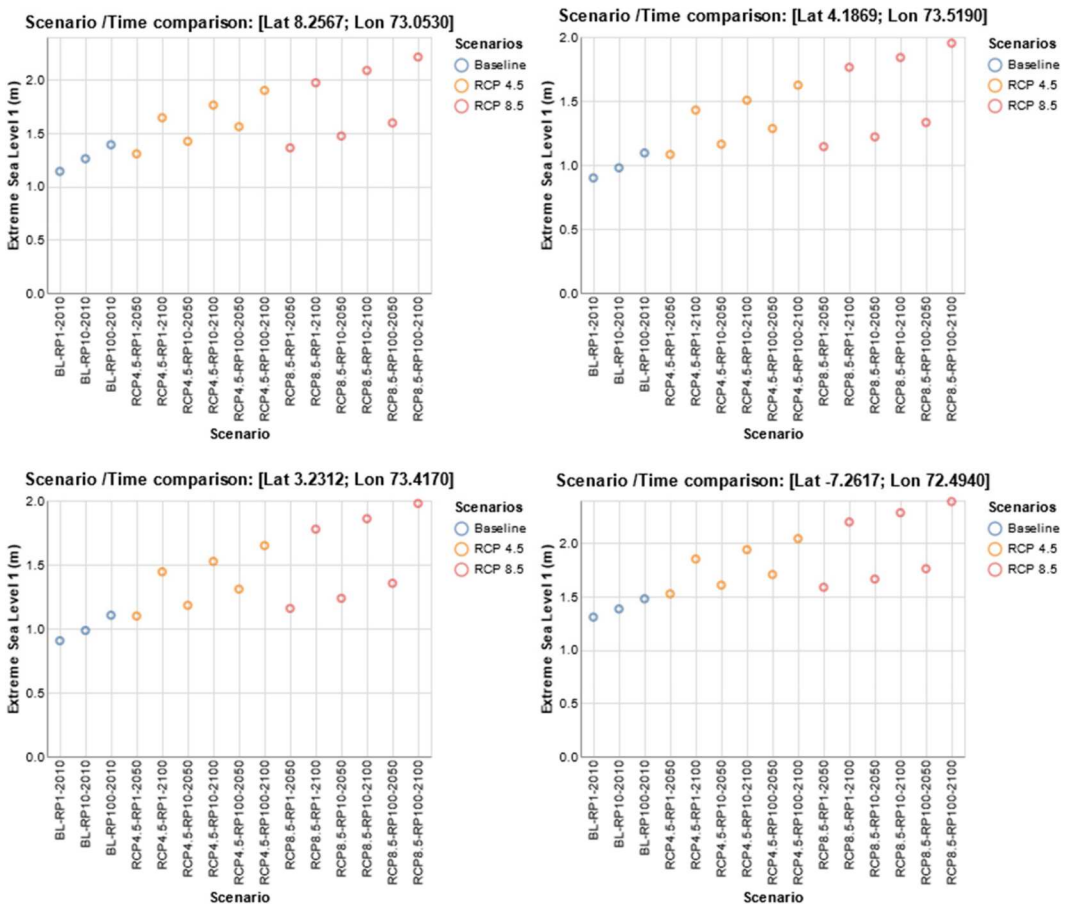 Scenario /Time comparison: [Lat 8.2567; Lon 73.0530]
Extreme Sea Level 1 (m)
2.0
1.5
1.0
0.5
0.0
BL-RP1-2010
BL-RP10-2010
BL-RP100-2010
RCP4.5-RP1-2050
RCP4.5-RP1-2100
RCP4.5-RP10-2050
RCP4.5-RP10-2100
RCP4.5-RP100-2050
RCP4.5-RP100-2100
RCP8.5-RP1-2050
RCP8.5-RP1-2100
RCP8.5-RP10-2050
RCP8.5-RP10-2100
RCP8.5-RP100-2050
RCP8.5-RP100-2100
Scenario
Scenarios
Baseline
RCP 4.5
RCP 8.5
Scenario /Time comparison: [Lat 4.1869; Lon 73.5190]
Extreme Sea Level 1 (m)
2.0
1.5
1.0
0.5
0.0
BL-RP1-2010
BL-RP10-2010
BL-RP100-2010
RCP4.5-RP1-2050
RCP4.5-RP1-2100
RCP4.5-RP10-2050
RCP4.5-RP10-2100
RCP4.5-RP100-2050
RCP4.5-RP100-2100
RCP8.5-RP1-2050
RCP8.5-RP1-2100
RCP8.5-RP10-2050
RCP8.5-RP10-2100
RCP8.5-RP100-2050
RCP8.5-RP100-2100
Scenario
Scenarios
Baseline
RCP 4.5
RCP 8.5
Scenario /Time comparison: [Lat 3.2312; Lon 73.4170]
Extreme Sea Level 1 (m)
2.0
1.5
1.0
0.5
0.0
BL-RP1-2010
BL-RP10-2010
BL-RP100-2010
RCP4.5-RP1-2050
RCP4.5-RP1-2100
RCP4.5-RP10-2050
RCP4.5-RP10-2100
RCP4.5-RP100-2050
RCP4.5-RP100-2100
RCP8.5-RP1-2050
RCP8.5-RP1-2100
RCP8.5-RP10-2050
RCP8.5-RP10-2100
RCP8.5-RP100-2050
RCP8.5-RP100-2100
Scenario
Scenarios
Baseline
RCP 4.5
RCP 8.5
Scenario /Time comparison: [Lat -7.2617; Lon 72.4940]
Extreme Sea Level 1 (m)
2.0
1.5
1.0
0.5
0.0
BL-RP1-2010
BL-RP10-2010
BL-RP100-2010
RCP4.5-RP1-2050
RCP4.5-RP1-2100
RCP4.5-RP10-2050
RCP4.5-RP10-2100
RCP4.5-RP100-2050
RCP4.5-RP100-2100
RCP8.5-RP1-2050
RCP8.5-RP1-2100
RCP8.5-RP10-2050
RCP8.5-RP10-2100
RCP8.5-RP100-2050
RCP8.5-RP100-2100
Scenario
Scenarios
Baseline
RCP 4.5
RCP 8.5